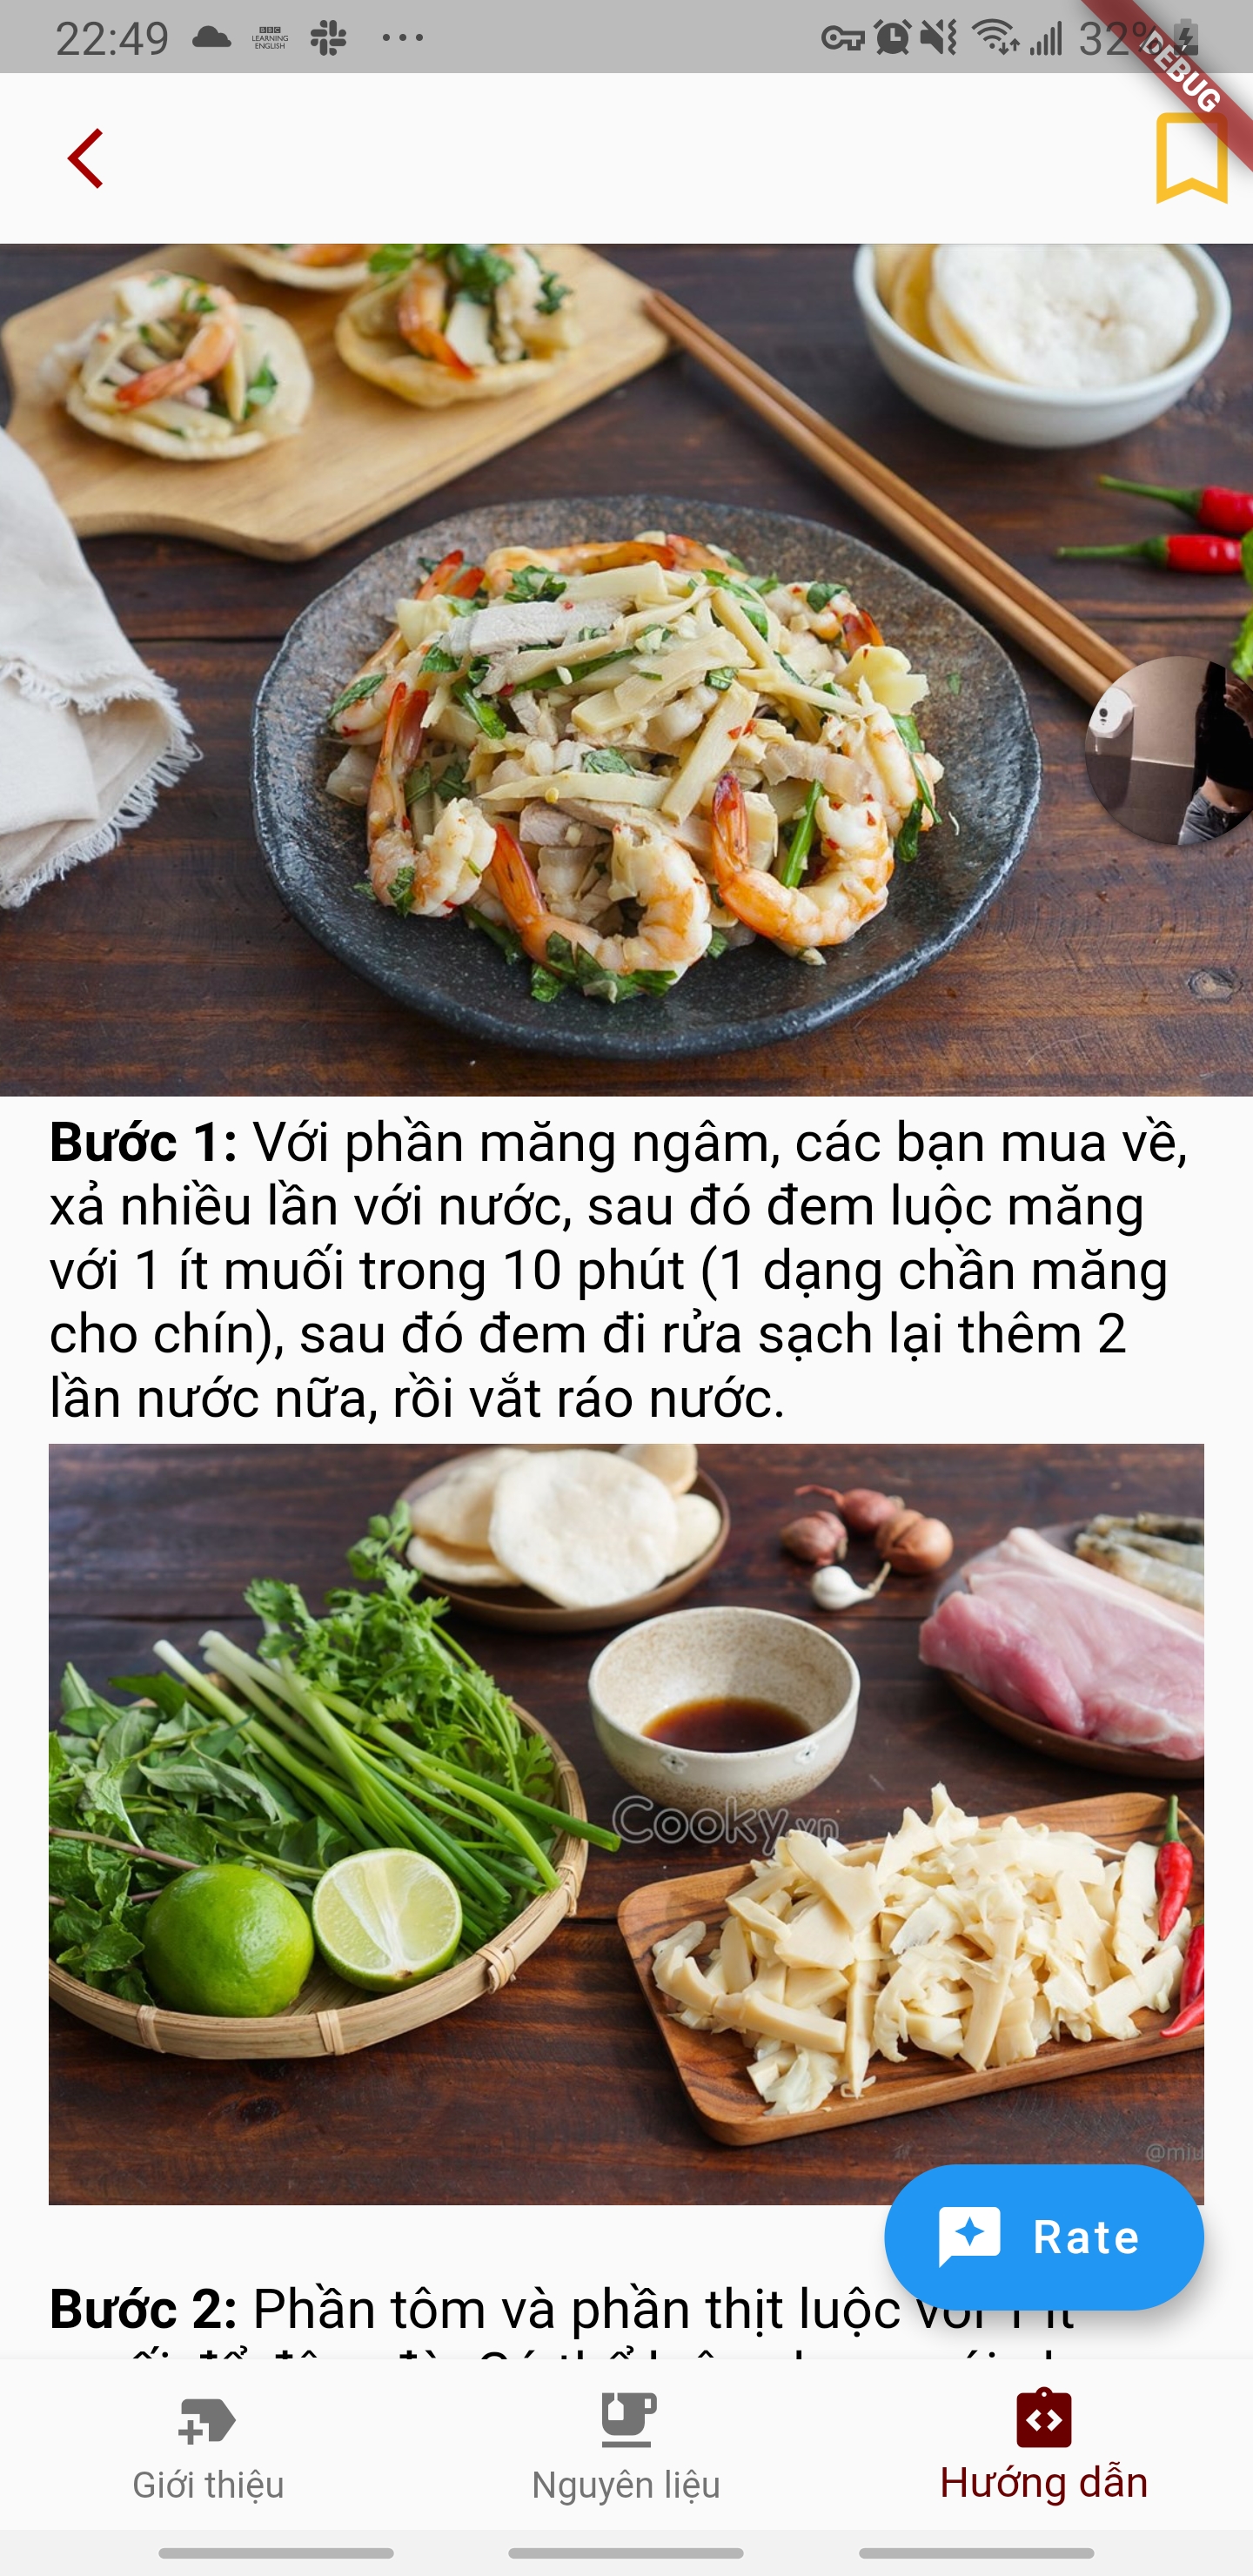 22:49
BBC
LEARNING
ENGLISH
32%
DEBUG
Bước 1: Với phần măng ngâm, các bạn mua về,
xả nhiều lần với nước, sau đó đem luộc măng
với 1 ít muối trong 10 phút (1 dạng chần măng
cho chín), sau đó đem đi rửa sạch lại thêm 2
lần nước nữa, rồi vắt ráo nước.
Cooky.vn
Rate
Bước 2: Phần tôm và phần thịt luộc với 1 ít
Giới thiệu
Nguyên liệu
Hướng dẫn